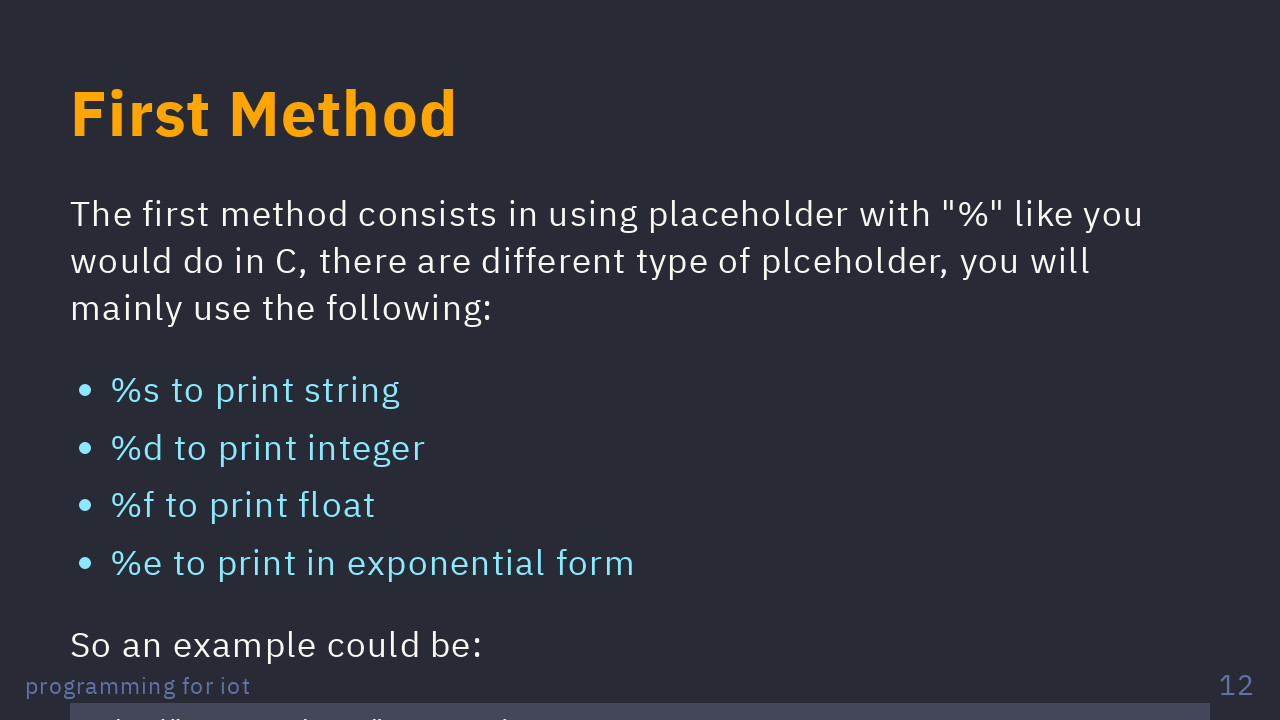 First Method
The first method consists in using placeholder with "%" like you
would do in C, there are different type of plceholder, you will
mainly use the following:
• %s to print string
• %d to print integer
• %f to print float
• %e to print in exponential form
So an example could be:
programming for iot
12